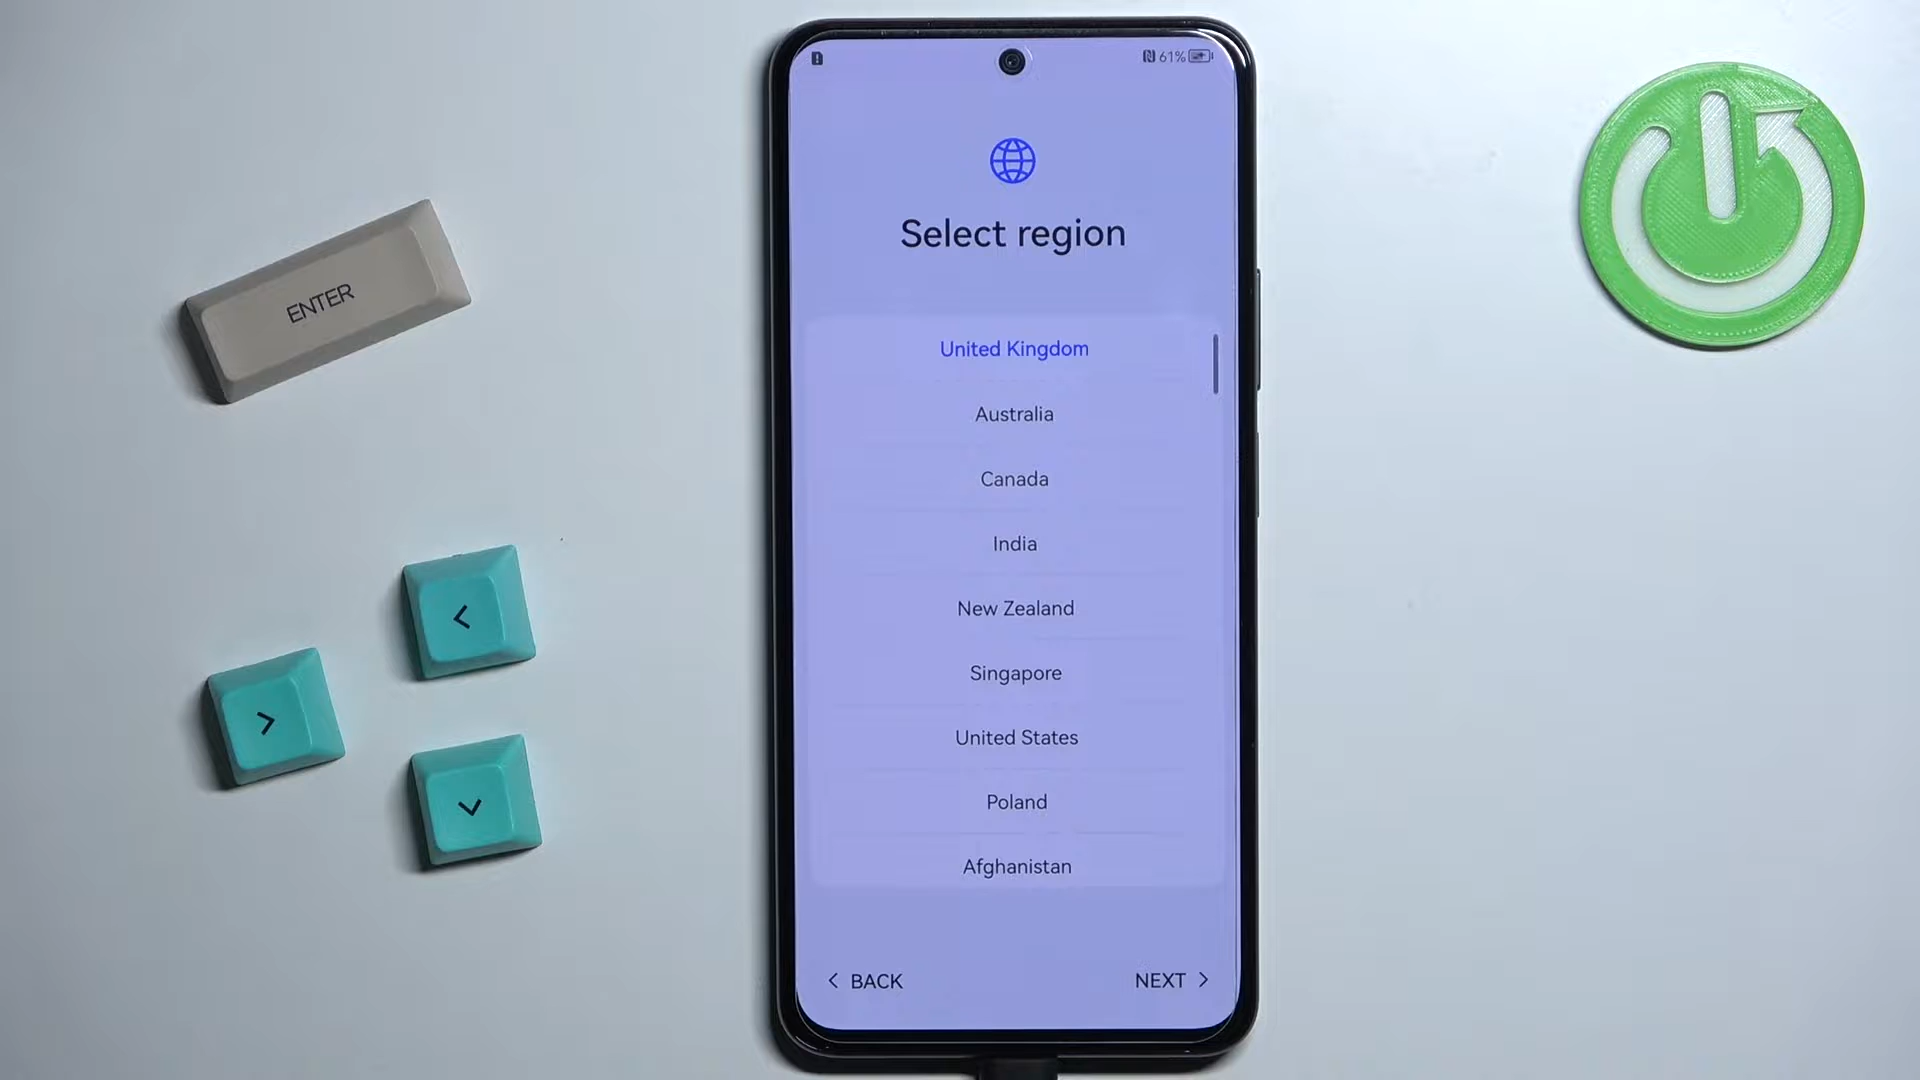 61%
Select region
ENTER
United Kingdom
Australia
Canada
India
New Zealand
Singapore
United States
Poland
Afghanistan
< BACK
NEXT >
<
>